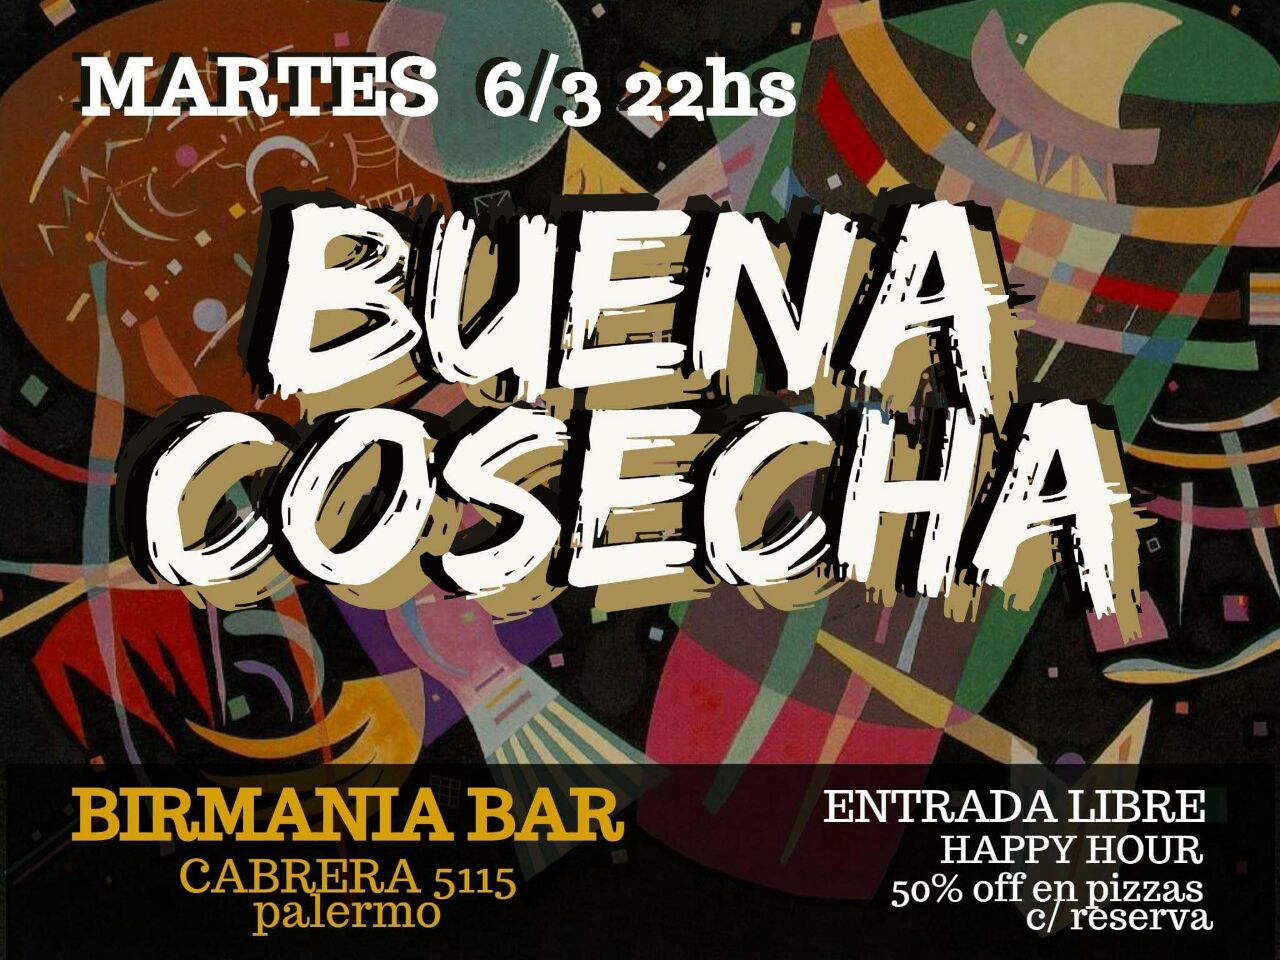 MARTES 6/3 22hs
BUENA
COSECHA
BIRMANIA BAR
CABRERA 5115
palermo
ENTRADA LIBRE
HAPPY HOUR
50% off en pizzas
c/ reserva